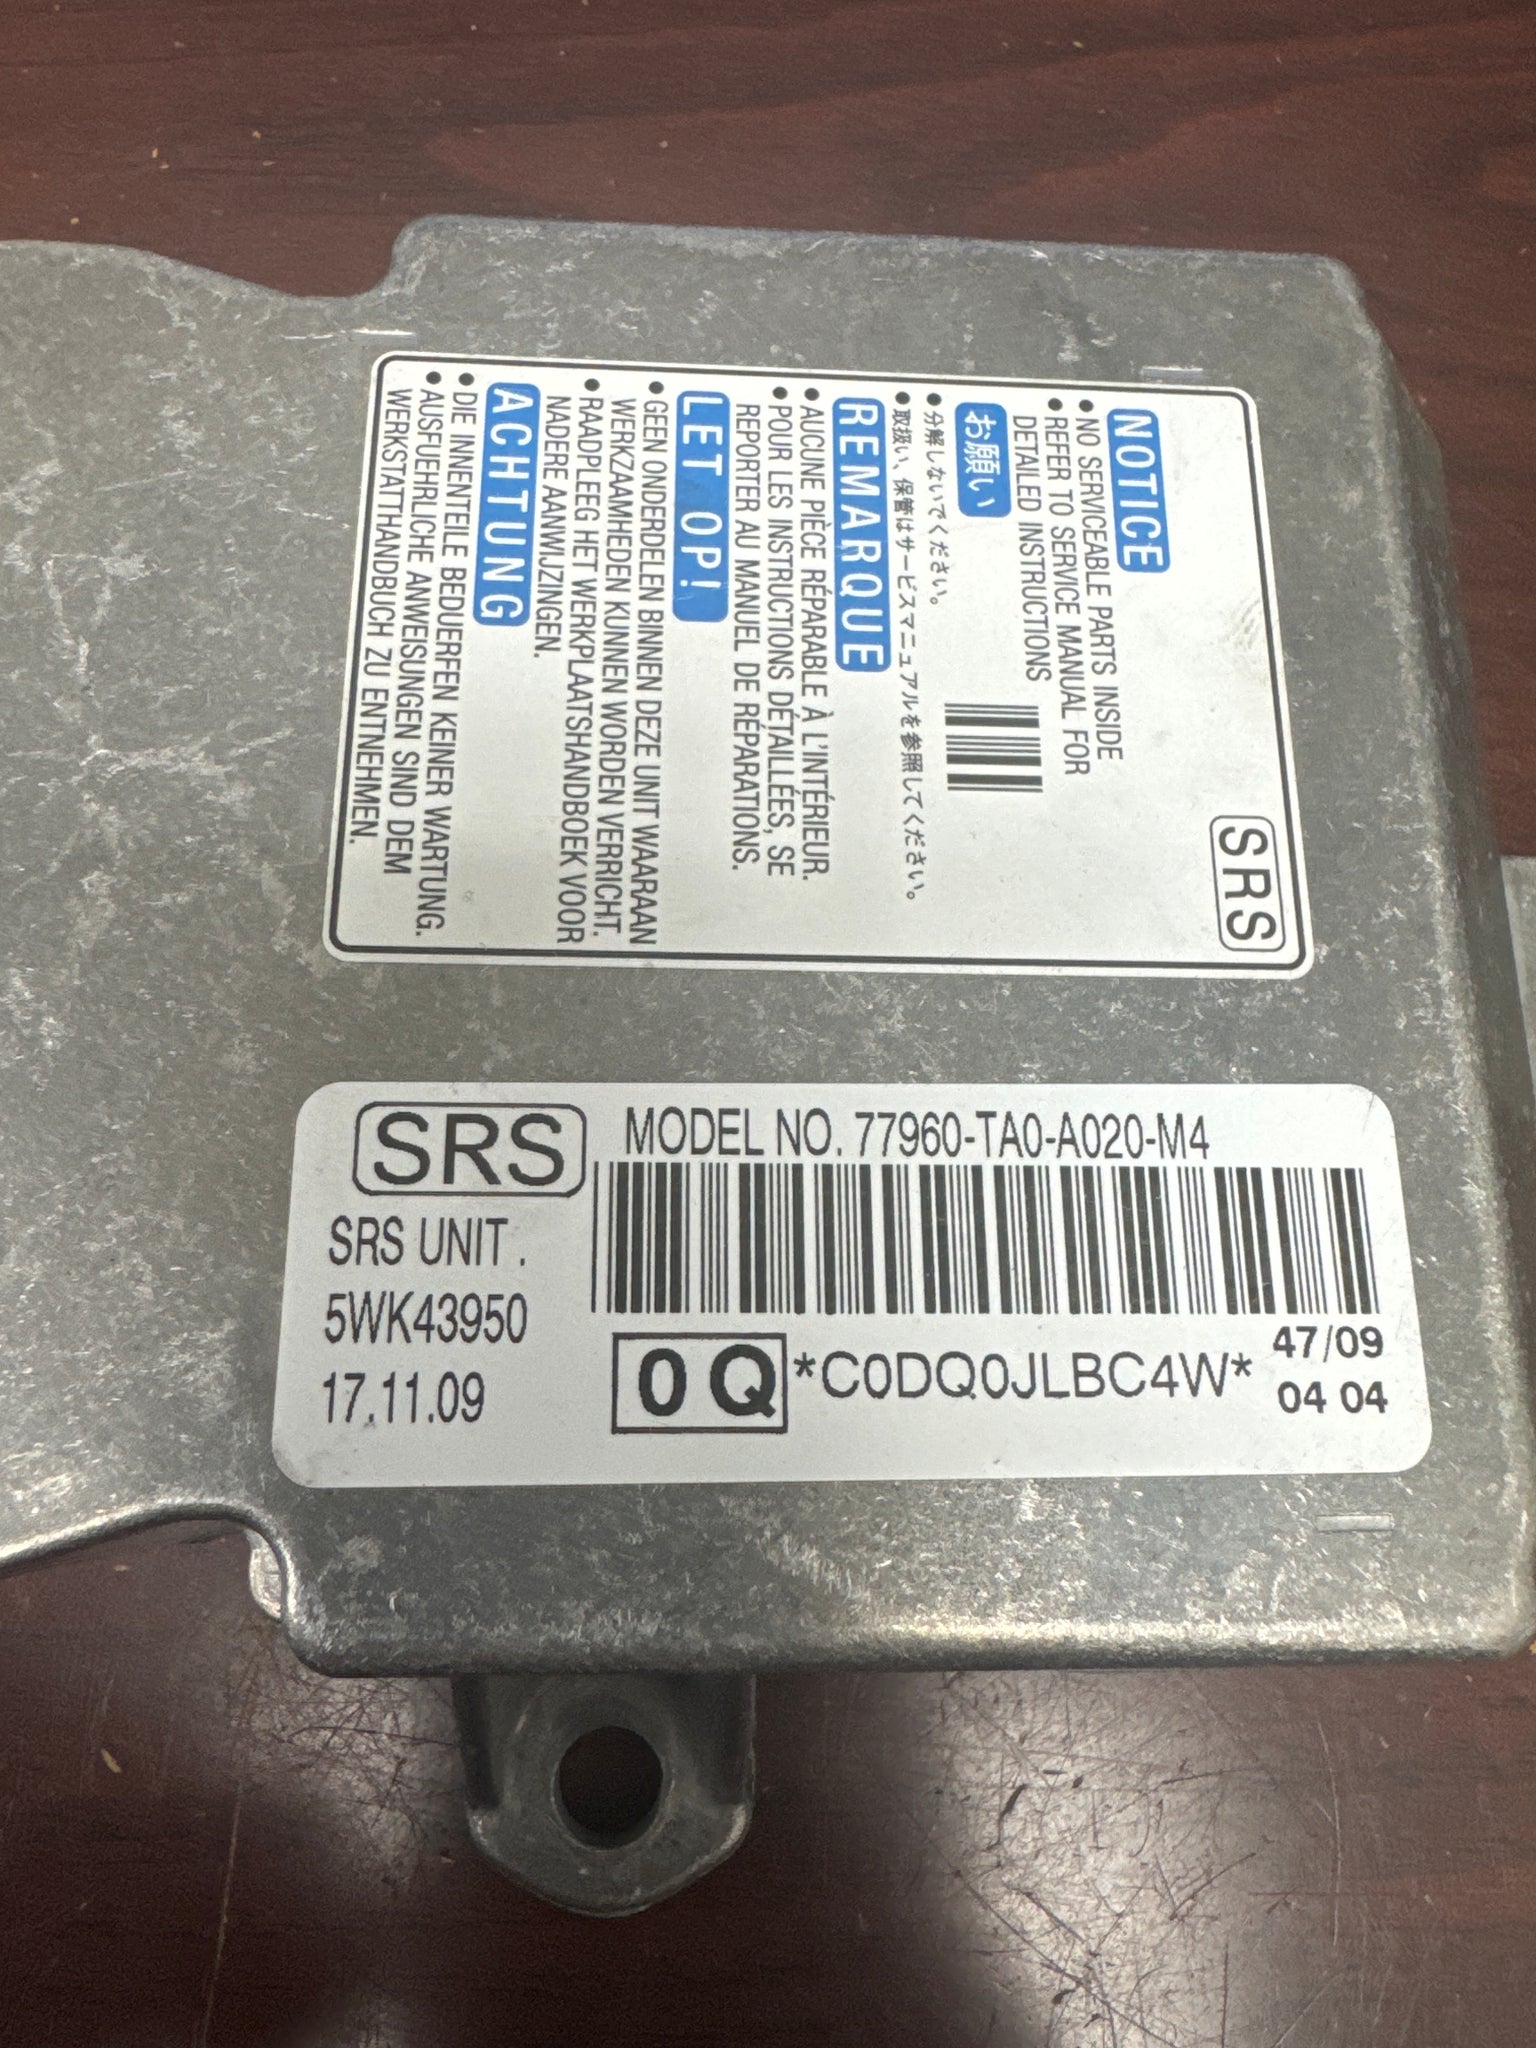 SRS
NOTICE
● NO SERVICEABLE PARTS INSIDE
● REFER TO SERVICE MANUAL FOR
DETAILED INSTRUCTIONS
お願い
● 分解しないでください。
● 取扱い、保管はサービスマニュアルを参照してください。
REMARQUE
● AUCUNE PIÈCE RÉPARABLE À L'INTÉRIEUR.
● POUR LES INSTRUCTIONS DÉTAILLÉES, SE
REPORTER AU MANUEL DE RÉPARATIONS.
LET OP!
● GEEN ONDERDELEN BINNEN DEZE UNIT WAARAAN
WERKZAAMHEDEN KUNNEN WORDEN VERRICHT.
● RAADPLEEG HET WERKPLAATSHANDBOEK VOOR
NADERE AANWIJZINGEN.
ACHTUNG
● DIE INNENTEILE BEDUERFEN KEINER WARTUNG.
● AUSFUEHRLICHE ANWEISUNGEN SIND DEM
WERKSTATTHANDBUCH ZU ENTNEHMEN.
SRS
MODEL NO. 77960-TA0-A020-M4
SRS UNIT .
5WK43950
17.11.09
0 Q *C0DQ0JLBC4W*
47/09
04 04